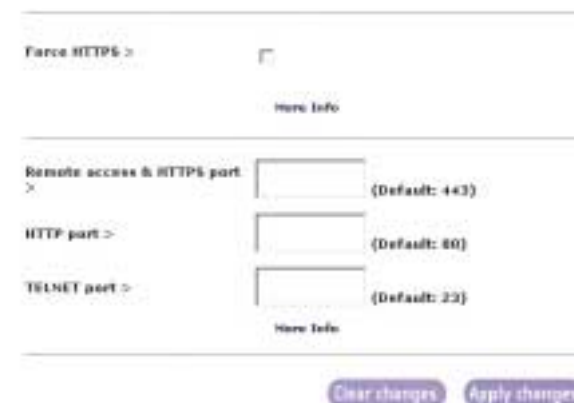 Force HTTPS >
More Info
Remote access & HTTPS port
>
(Default: 443)
HTTP port >
(Default: 80)
TELNET port >
(Default: 23)
More Info
Clear changes
Apply changes